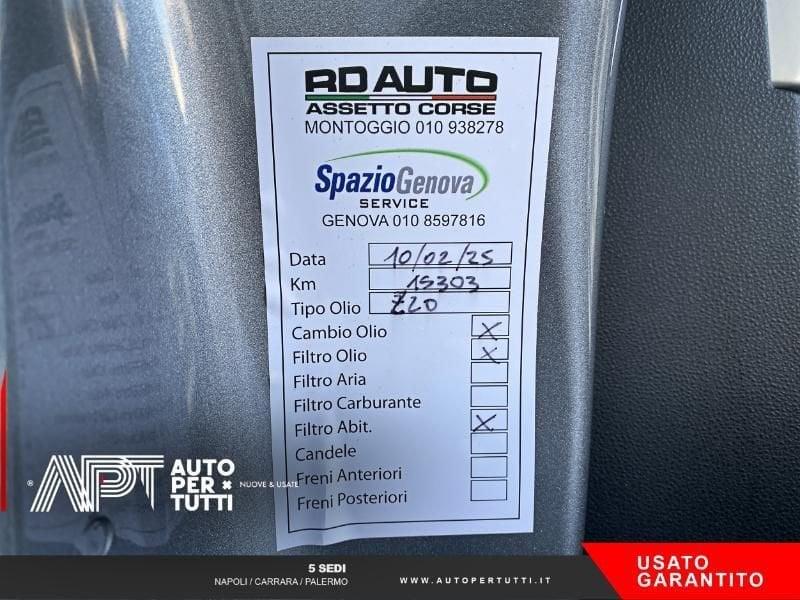 RD AUTO
ASSETTO CORSE
MONTOGGIO 010 938278
SpazioGenova
SERVICE
GENOVA 010 8597816
Data 10/02/25
Km 15303
Tipo Olio Z20
Cambio Olio X
Filtro Olio X
Filtro Aria
Filtro Carburante
Filtro Abit. X
Candele
Freni Anteriori
Freni Posteriori
® APT AUTO PER TUTTI NUOVE & USATE
5 SEDI
NAPOLI / CARRARA / PALERMO
WWW.AUTOPERTUTTI.IT
USATO
GARANTITO